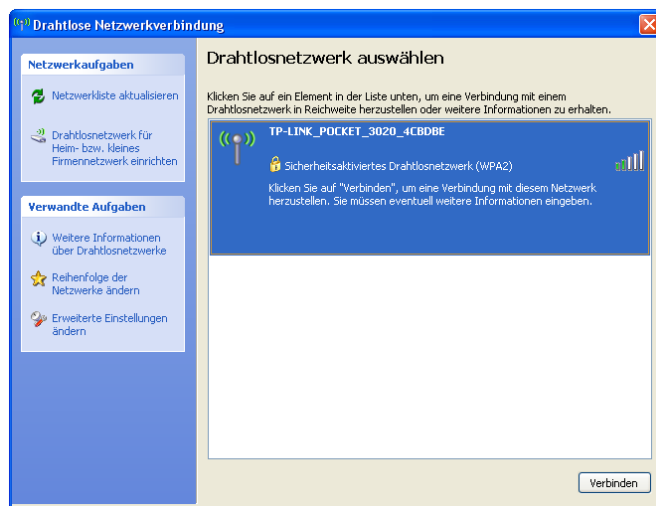 Drahtlose Netzwerkverbindung
Netzwerkaufgaben
Netzwerkliste aktualisieren
Drahtlosnetzwerk für
Heim- bzw. kleines
Firmennetzwerk einrichten
Verwandte Aufgaben
Weitere Informationen
über Drahtlosnetzwerke
Reihenfolge der
Netzwerke ändern
Erweiterte Einstellungen
ändern
Drahtlosnetzwerk auswählen
Klicken Sie auf ein Element in der Liste unten, um eine Verbindung mit einem
Drahtlosnetzwerk in Reichweite herzustellen oder weitere Informationen zu erhalten.
TP-LINK_POCKET_3020_4CBDBE
Sicherheitsaktiviertes Drahtlosnetzwerk (WPA2)
Klicken Sie auf "Verbinden", um eine Verbindung mit diesem Netzwerk
herzustellen. Sie müssen eventuell weitere Informationen eingeben.
Verbinden